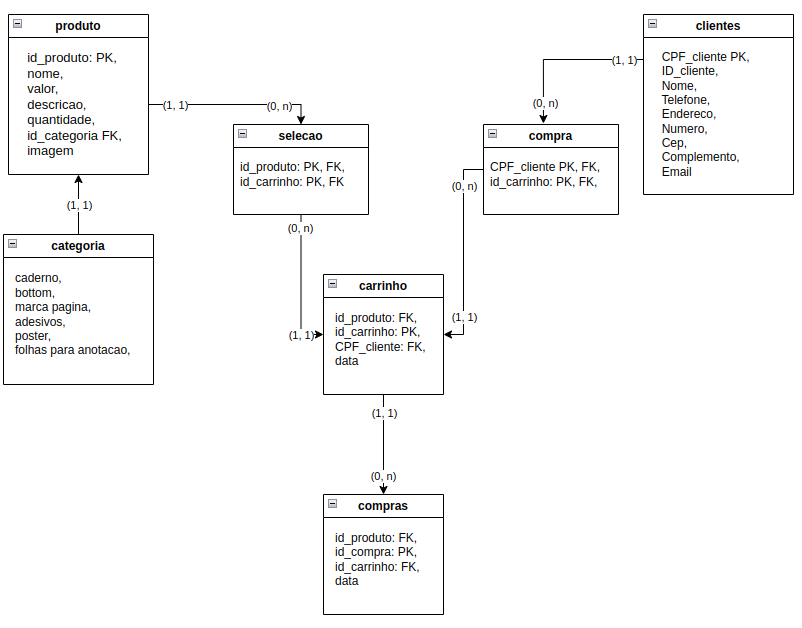 produto
id_produto: PK,
nome,
valor,
descricao,
quantidade,
id_categoria FK,
imagem
clientes
CPF_cliente PK,
ID_cliente,
Nome,
Telefone,
Endereco,
Numero,
Cep,
Complemento,
Email
(1, 1)
(0, n)
(1, 1)
(0, n)
selecao
id_produto: PK, FK,
id_carrinho: PK, FK
compra
CPF_cliente PK, FK,
id_carrinho: PK, FK,
(1, 1)
(0, n)
(0, n)
categoria
caderno,
bottom,
marca pagina,
adesivos,
poster,
folhas para anotacao,
carrinho
id_produto: FK,
id_carrinho: PK,
CPF_cliente: FK,
data
(1, 1)
(1, 1)
(1, 1)
(0, n)
compras
id_produto: FK,
id_compra: PK,
id_carrinho: FK,
data